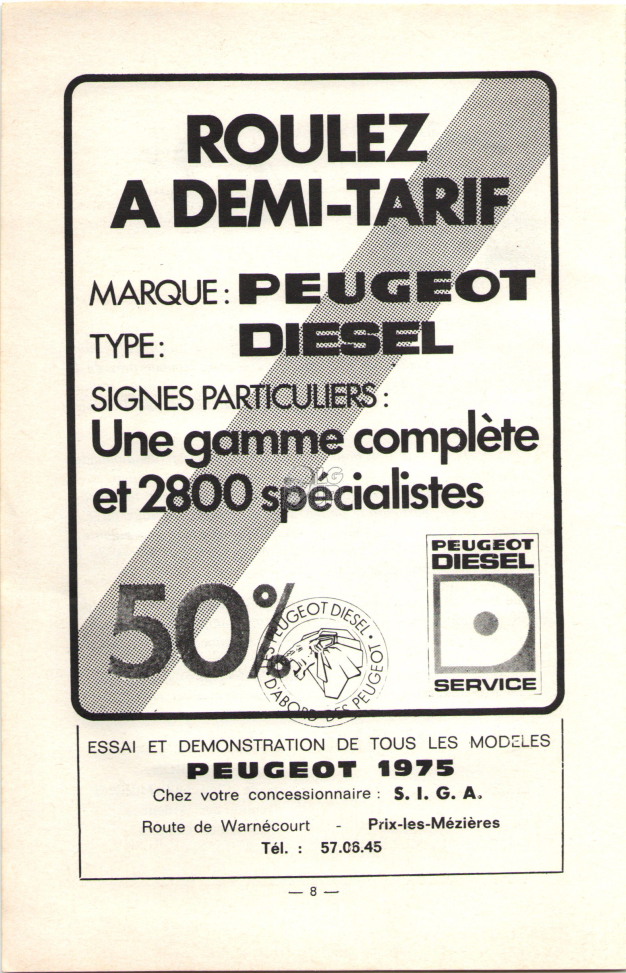 ROULEZ
A DEMI-TARIF
MARQUE: PEUGEOT
TYPE: DIESEL
SIGNES PARTICULIERS:
Une gamme complète
et 2800 spécialistes
50%
LES PEUGEOT DIESEL • D'ABORD DES PEUGEOT
PEUGEOT
DIESEL
SERVICE
ESSAI ET DEMONSTRATION DE TOUS LES MODELES
PEUGEOT 1975
Chez votre concessionnaire : S. I. G. A.
Route de Warnécourt - Prix-les-Mézières
Tél. : 57.06.45
— 8 —